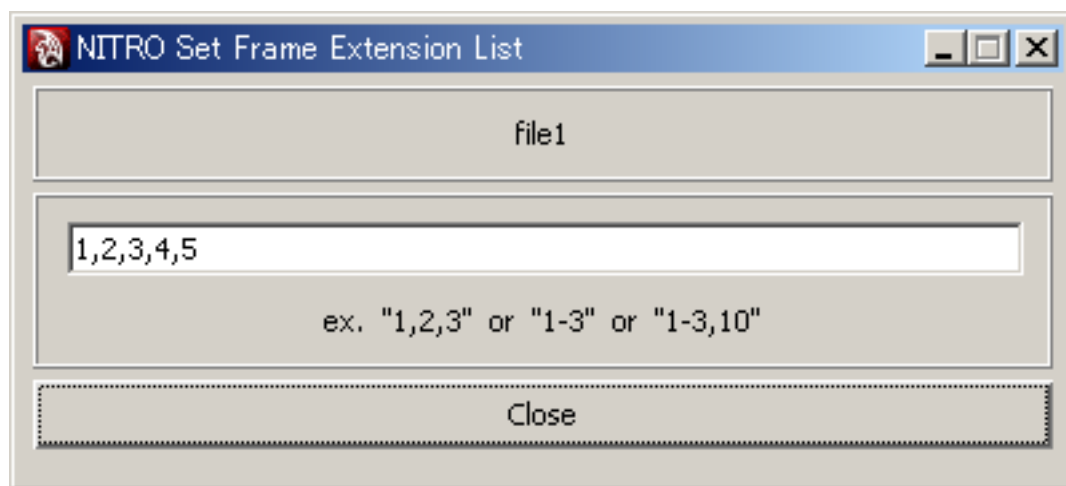 NITRO Set Frame Extension List
file1
1,2,3,4,5
ex. "1,2,3" or "1-3" or "1-3,10"
Close